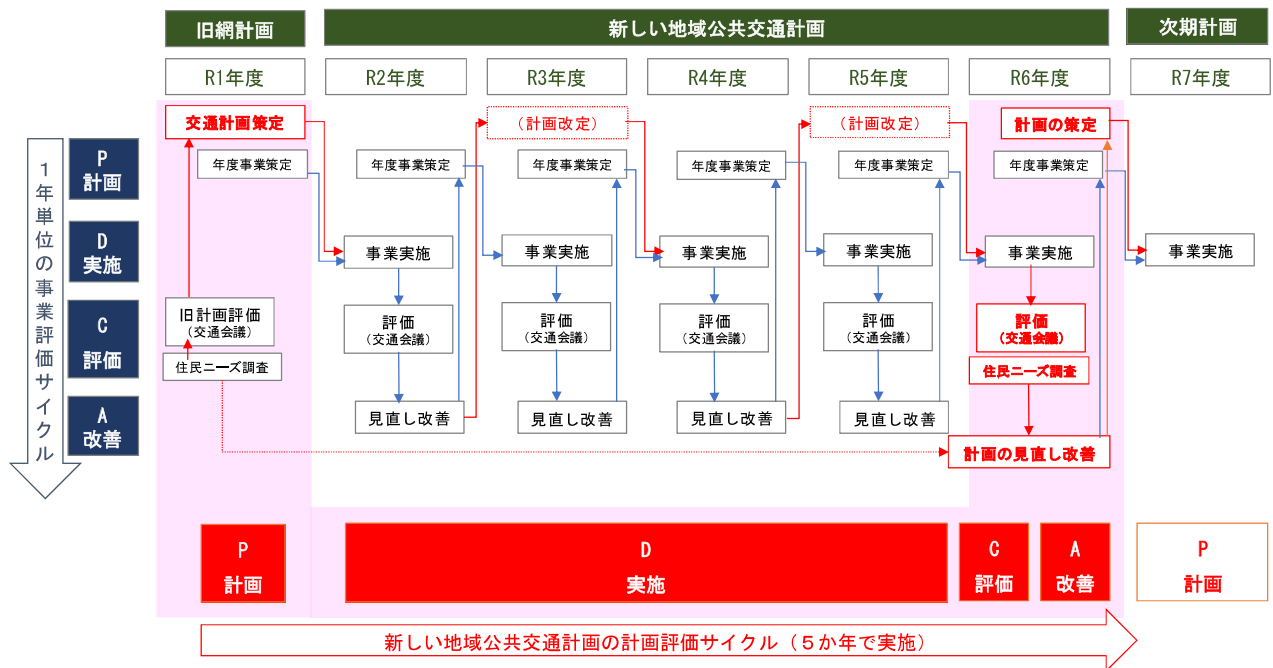 旧網計画
新しい地域公共交通計画
次期計画
R1年度
R2年度
R3年度
R4年度
R5年度
R6年度
R7年度
交通計画策定
（計画改定）
（計画改定）
計画の策定
1年単位の事業評価サイクル
P
計画
年度事業策定
年度事業策定
年度事業策定
年度事業策定
年度事業策定
年度事業策定
D
実施
事業実施
事業実施
事業実施
事業実施
事業実施
事業実施
C
評価
旧計画評価
（交通会議）
評価
（交通会議）
評価
（交通会議）
評価
（交通会議）
評価
（交通会議）
評価
（交通会議）
住民ニーズ調査
住民ニーズ調査
A
改善
見直し改善
見直し改善
見直し改善
見直し改善
計画の見直し改善
P
計画
D
実施
C
評価
A
改善
P
計画
新しい地域公共交通計画の計画評価サイクル（５か年で実施）